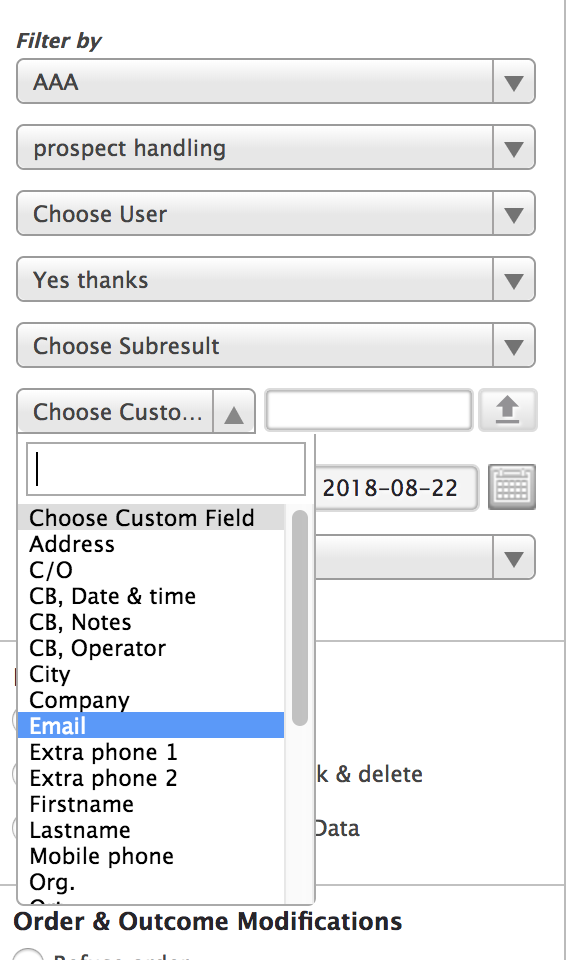 Filter by
AAA
prospect handling
Choose User
Yes thanks
Choose Subresult
Choose Custo...
2018-08-22
Choose Custom Field
Address
C/O
CB, Date & time
CB, Notes
CB, Operator
City
Company
Email
Extra phone 1
Extra phone 2
k & delete
Firstname
Lastname
Data
Mobile phone
Org.
Order & Outcome Modifications